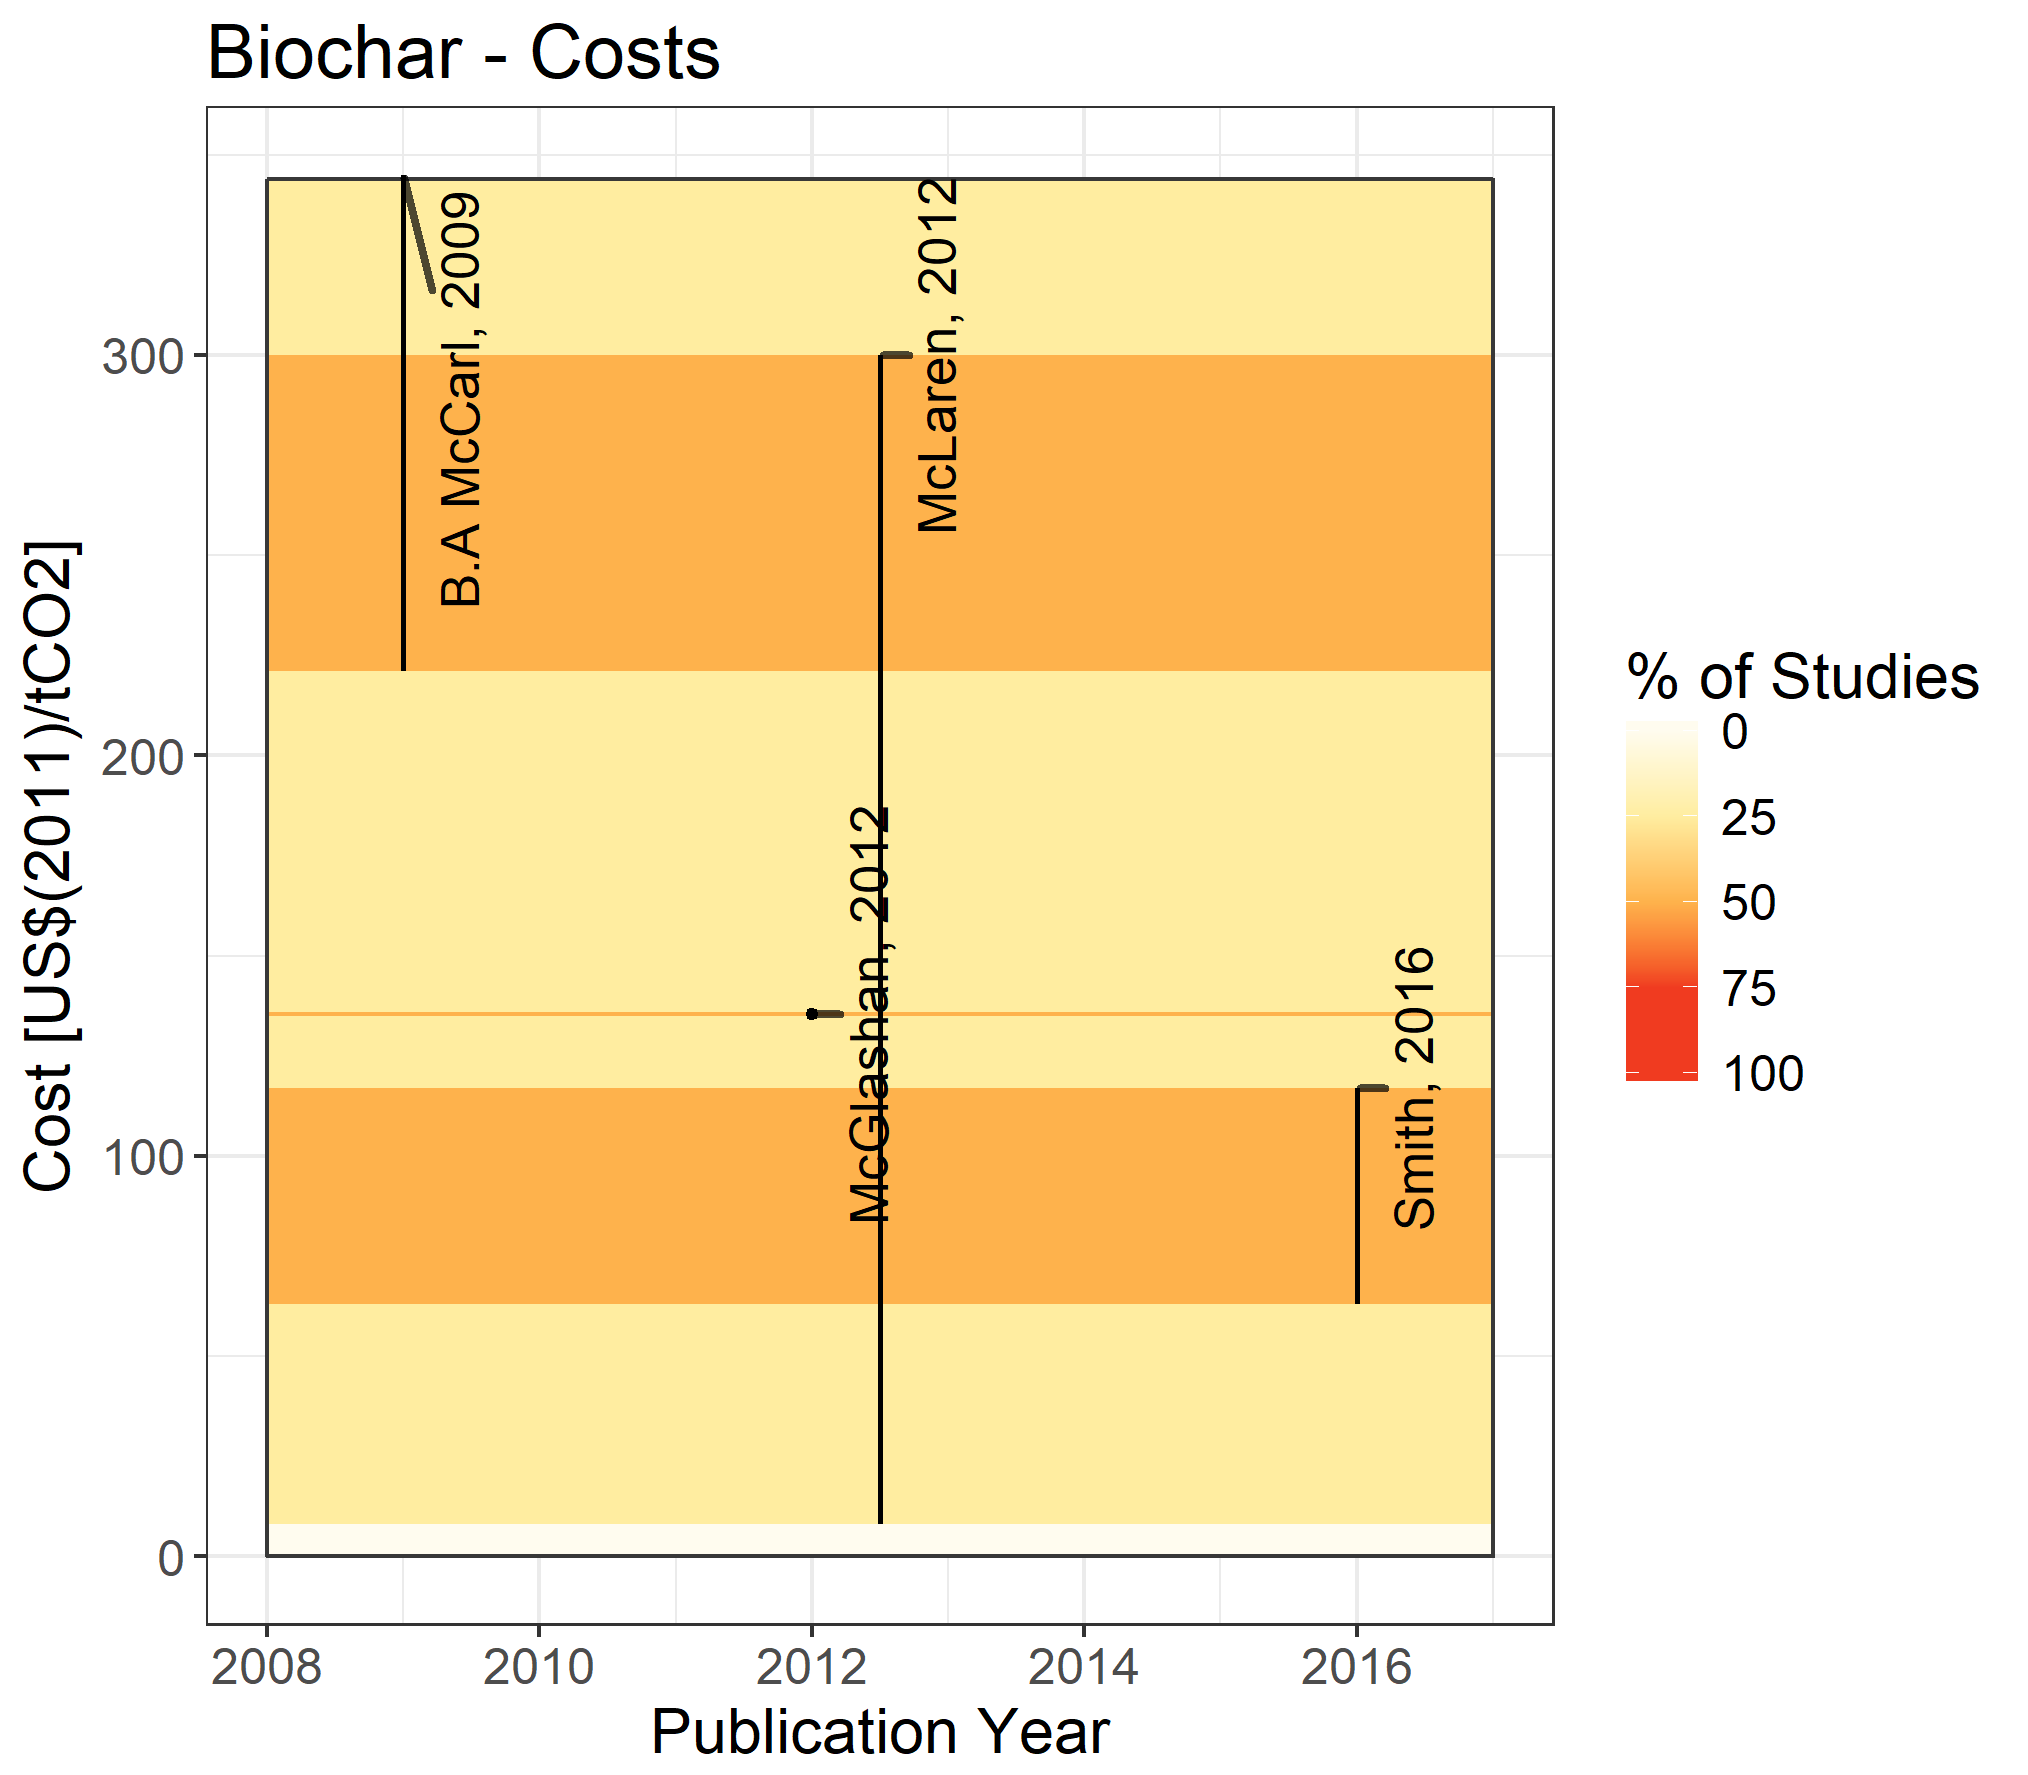 Biochar - Costs
Cost [US$(2011)/tCO2]
300
200
100
0
B.A McCarl, 2009
McLaren, 2012
McGlashan, 2012
Smith, 2016
2008
2010
2012
2014
2016
Publication Year
% of Studies
0
25
50
75
100